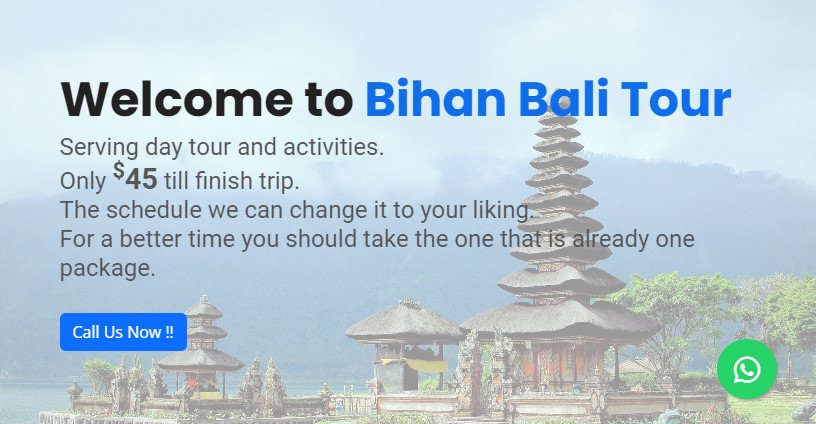 Welcome to Bihan Bali Tour
Serving day tour and activities.
Only $45 till finish trip.
The schedule we can change it to your liking.
For a better time you should take the one that is already one
package.
Call Us Now !!